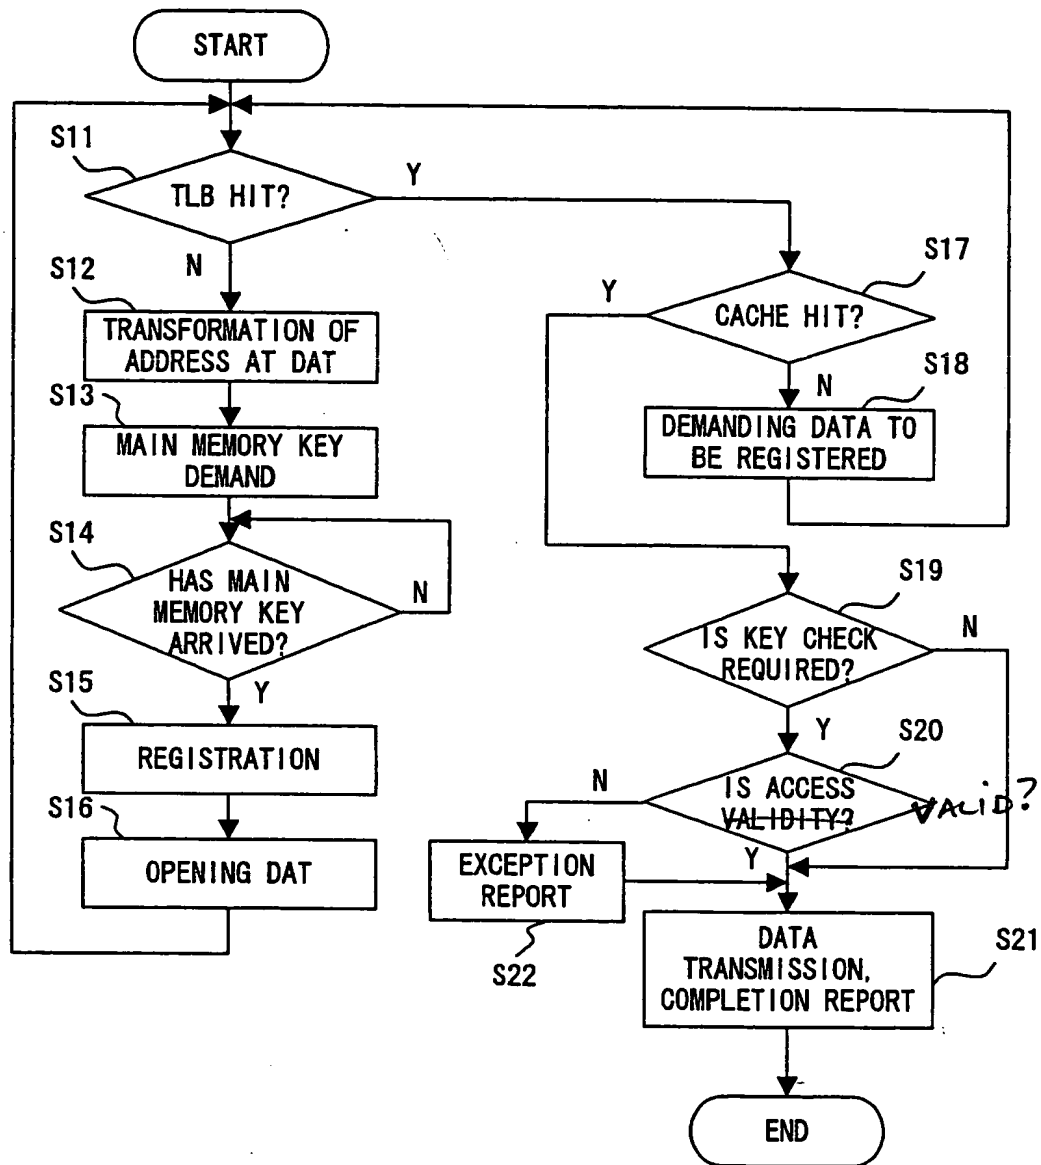 START
S11
TLB HIT?
Y
N
S12
TRANSFORMATION OF
ADDRESS AT DAT
S13
MAIN MEMORY KEY
DEMAND
S14
HAS MAIN
MEMORY KEY
ARRIVED?
N
Y
S15
REGISTRATION
S16
OPENING DAT
S17
CACHE HIT?
Y
N
S18
DEMANDING DATA TO
BE REGISTERED
S19
IS KEY CHECK
REQUIRED?
N
Y
S20
IS ACCESS
VALIDITY?
VALID?
N
Y
EXCEPTION
REPORT
S22
DATA
TRANSMISSION,
COMPLETION REPORT
S21
END